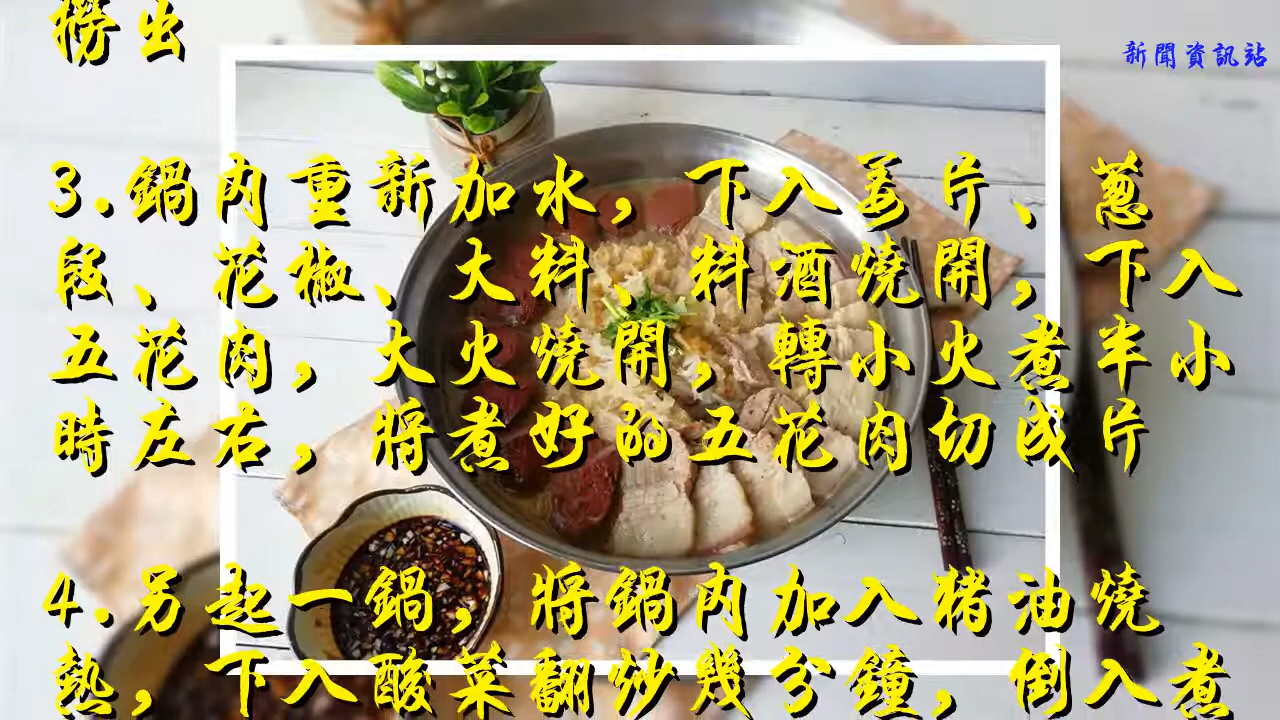 撈出
新聞資訊站
3.鍋內重新加水，下入姜片、蔥
段、花椒、大料、料酒燒開，下入
五花肉，大火燒開，轉小火煮半小
時左右，將煮好的五花肉切成片
4.另起一鍋，將鍋內加入豬油燒
熱，下入酸菜翻炒幾分鐘，倒入煮